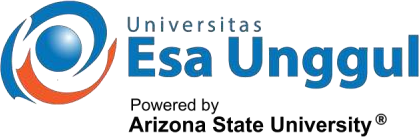 Universitas
Esa Unggul
Powered by
Arizona State University®